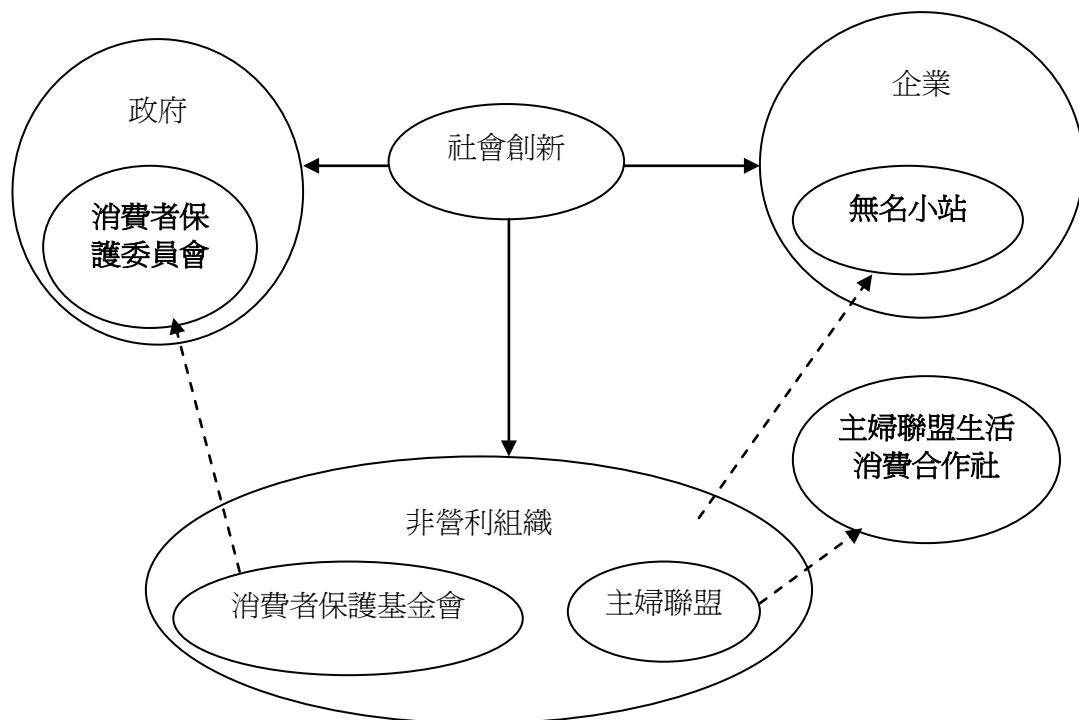 政府
社會創新
企業
消費者保
護委員會
無名小站
主婦聯盟生活
消費合作社
非營利組織
消費者保護基金會
主婦聯盟